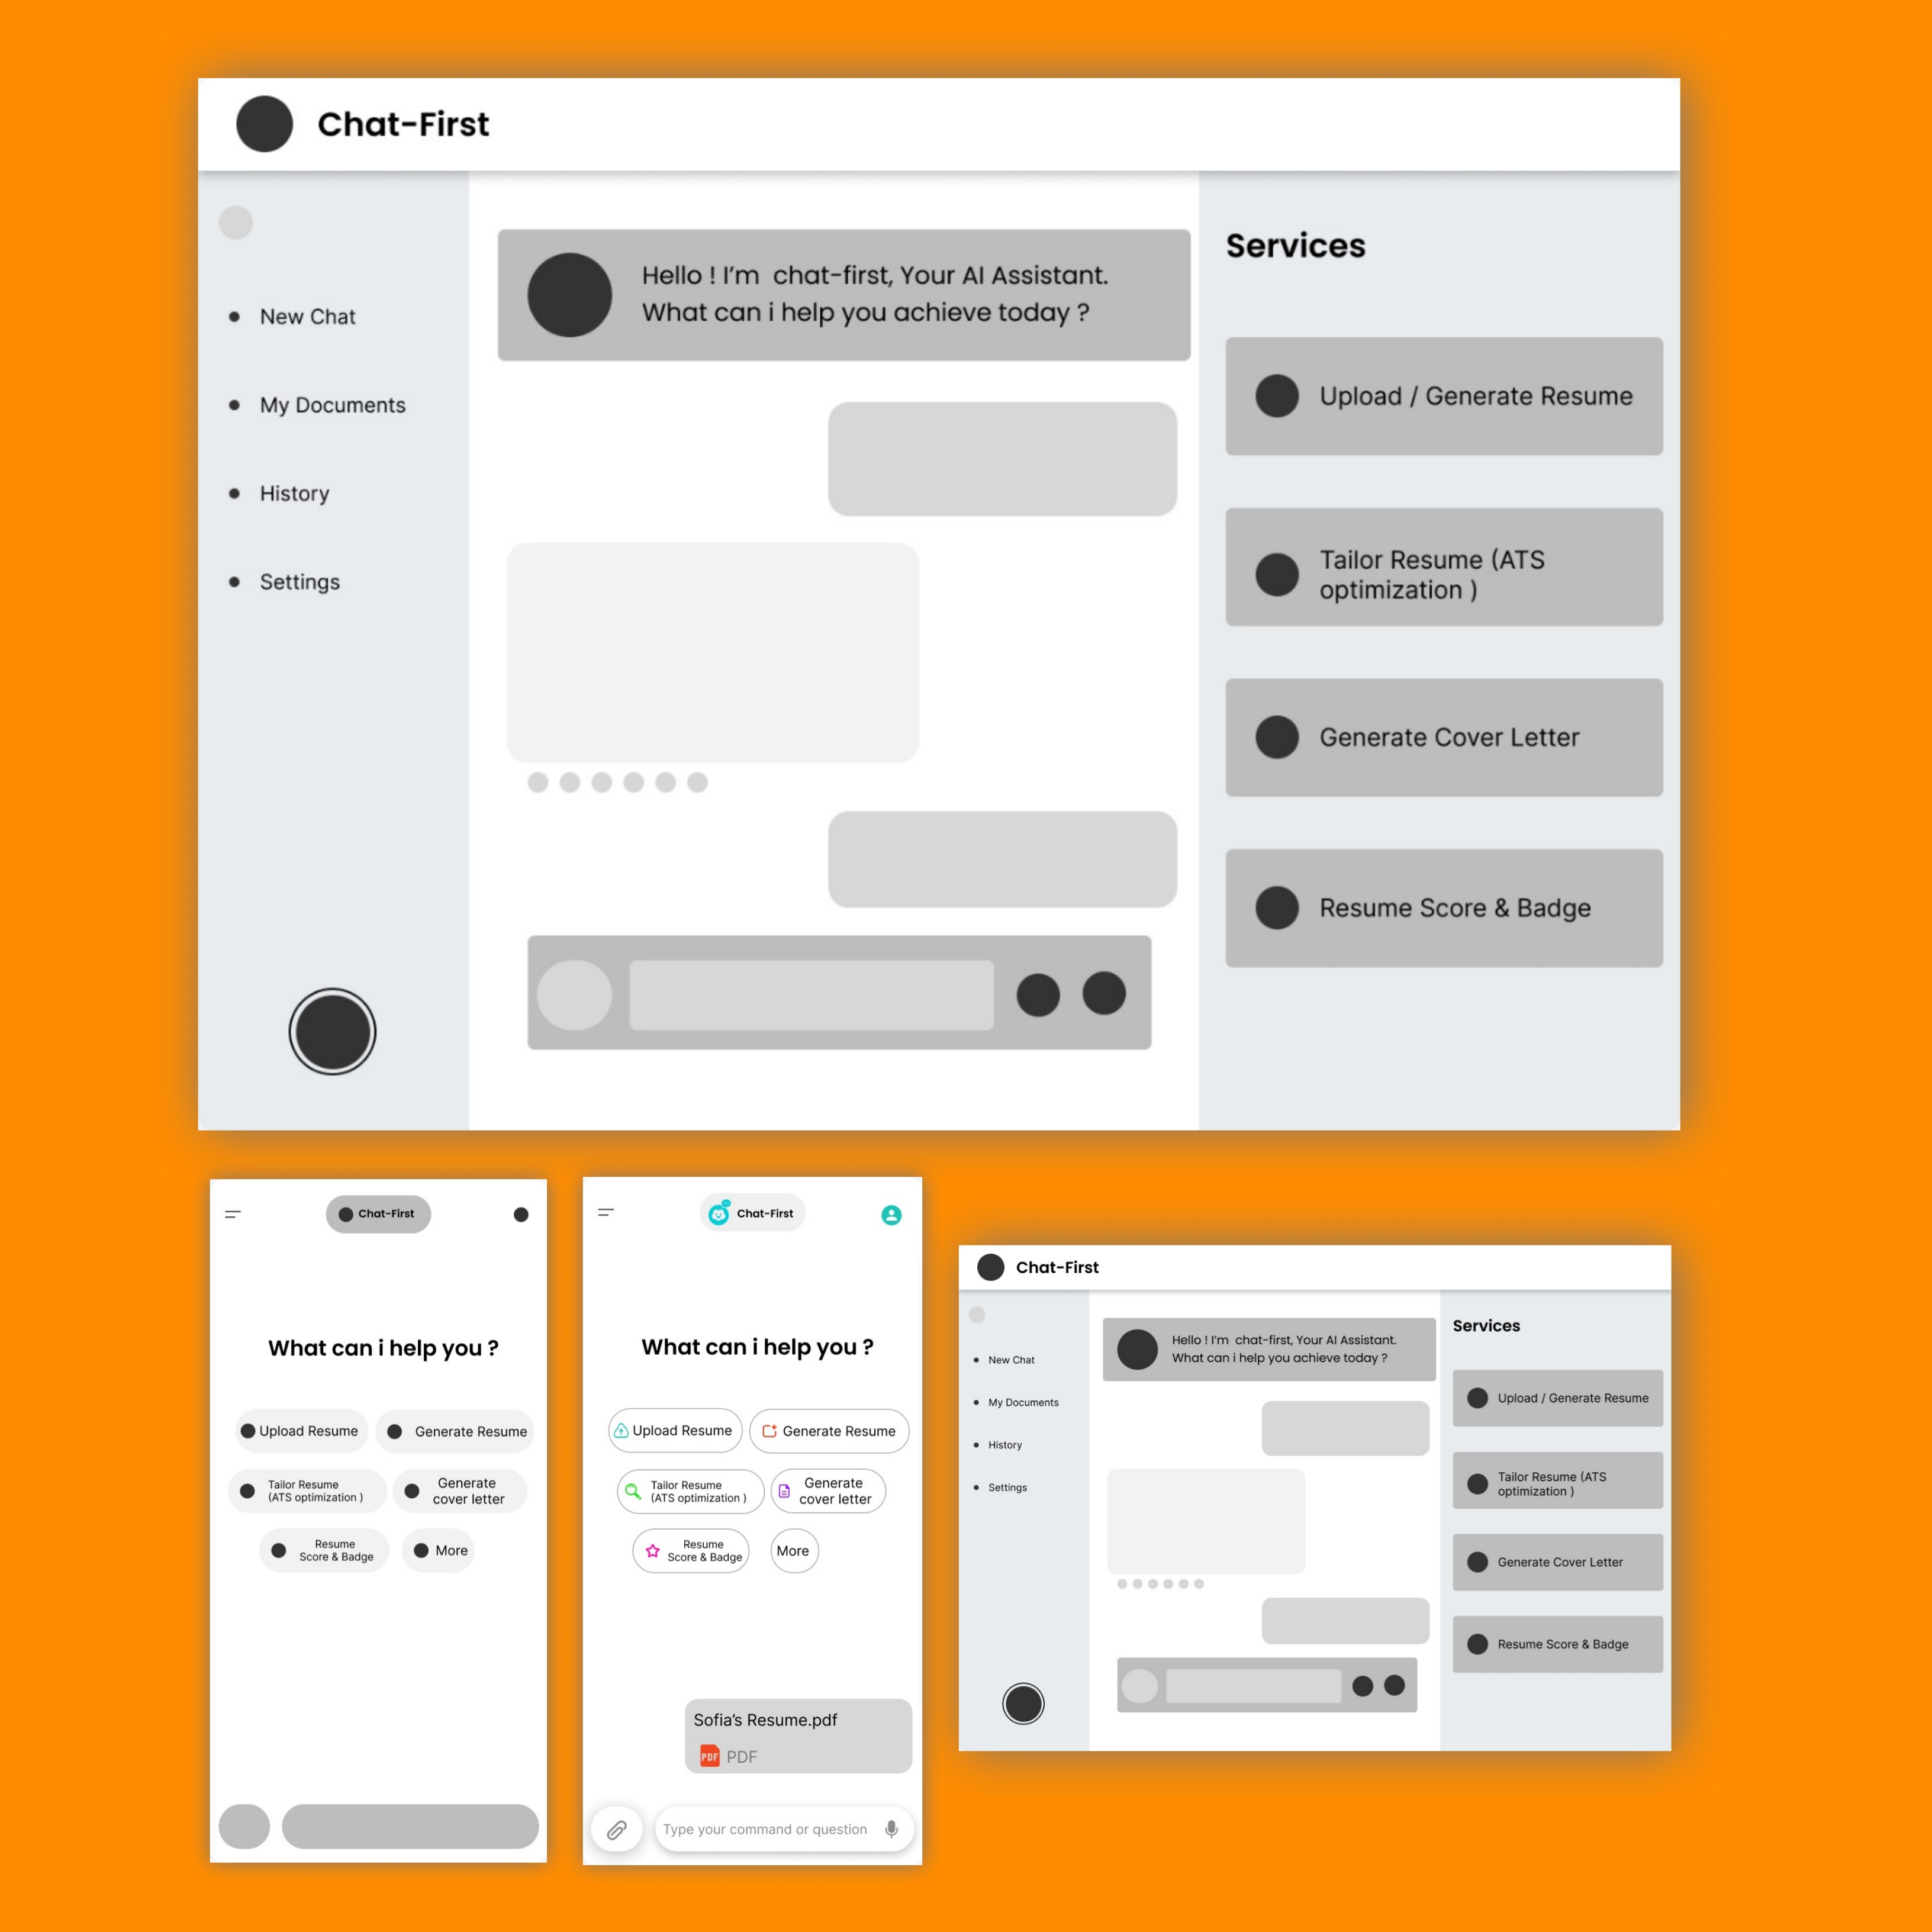 Chat-First
New Chat
My Documents
History
Settings
Hello ! I'm chat-first, Your AI Assistant.
What can i help you achieve today ?
Services
Upload / Generate Resume
Tailor Resume (ATS
optimization )
Generate Cover Letter
Resume Score & Badge
Chat-First
What can i help you ?
Upload Resume
Generate Resume
Tailor Resume
(ATS optimization )
Generate
cover letter
Resume
Score & Badge
More
Chat-First
What can i help you ?
Upload Resume
Generate Resume
Tailor Resume
(ATS optimization )
Generate
cover letter
Resume
Score & Badge
More
Sofia's Resume.pdf
PDF
PDF
Type your command or question
Chat-First
New Chat
My Documents
History
Settings
Hello ! I'm chat-first, Your AI Assistant.
What can i help you achieve today ?
Services
Upload / Generate Resume
Tailor Resume (ATS
optimization )
Generate Cover Letter
Resume Score & Badge